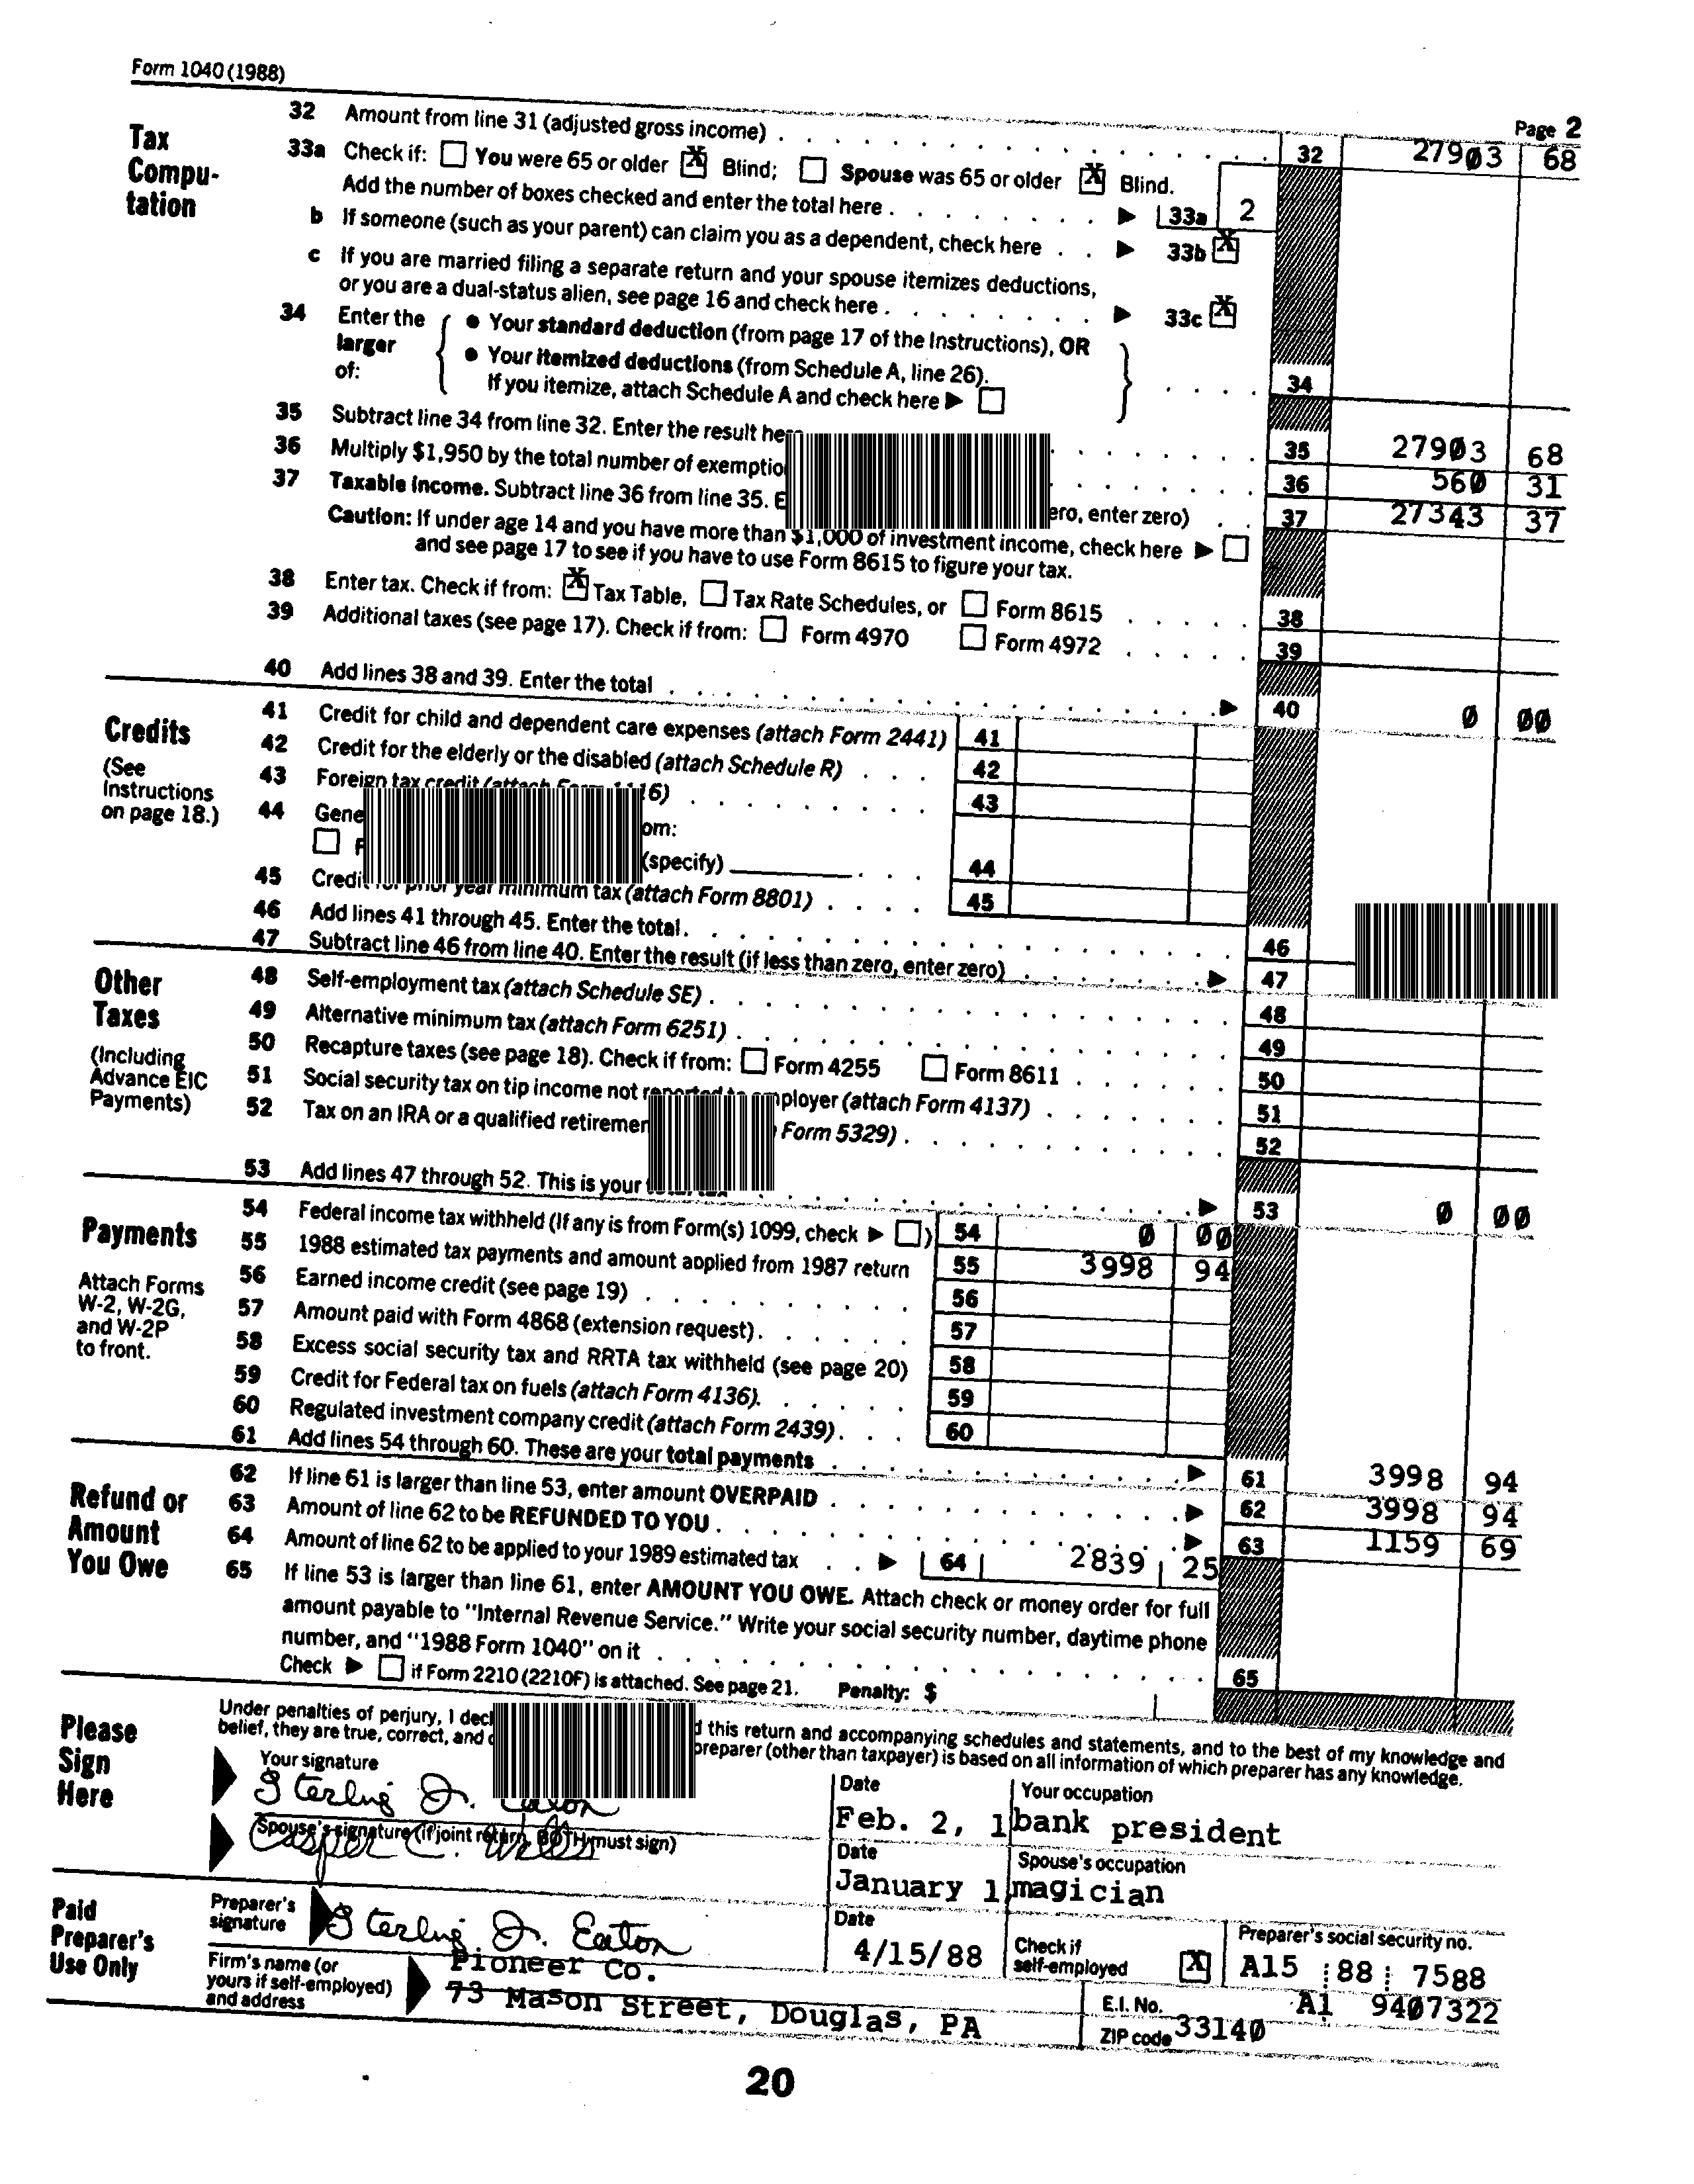 Form 1040 (1988)
Page 2
Tax Compu-tation
32 Amount from line 31 (adjusted gross income) 32 27903 68
33a Check if: You were 65 or older X Blind; Spouse was 65 or older X Blind.
Add the number of boxes checked and enter the total here 33a 2
b If someone (such as your parent) can claim you as a dependent, check here 33b X
c If you are married filing a separate return and your spouse itemizes deductions,
or you are a dual-status alien, see page 16 and check here 33c X
34 Enter the larger of:
• Your standard deduction (from page 17 of the Instructions), OR
• Your itemized deductions (from Schedule A, line 26).
If you itemize, attach Schedule A and check here 34
35 Subtract line 34 from line 32. Enter the result 35 27903 68
36 Multiply $1,950 by the total number of 36 560 31
37 Taxable income. Subtract line 36 from line 35. enter zero) 37 27343 37
Caution: If under age 14 and you have more than $1,000 of investment income, check here
and see page 17 to see if you have to use Form 8615 to figure your tax.
38 Enter tax. Check if from: X Tax Table, Tax Rate Schedules, or Form 8615 38
39 Additional taxes (see page 17). Check if from: Form 4970 Form 4972 39
40 Add lines 38 and 39. Enter the total 40 0 00
Credits
(See Instructions on page 18.)
41 Credit for child and dependent care expenses (attach Form 2441) 41
42 Credit for the elderly or the disabled (attach Schedule R) 42
43 Foreign tax credit (attach Form 1116) 43
44 (specify) 44
45 Credit for prior year minimum tax (attach Form 8801) 45
46 Add lines 41 through 45. Enter the total 46
47 Subtract line 46 from line 40. Enter the result (if less than zero, enter zero) 47
Other Taxes
(Including Advance EIC Payments)
48 Self-employment tax (attach Schedule SE) 48
49 Alternative minimum tax (attach Form 6251) 49
50 Recapture taxes (see page 18). Check if from: Form 4255 Form 8611 50
51 Social security tax on tip income not reported to employer (attach Form 4137) 51
52 Tax on an IRA or a qualified Form 5329) 52
53 Add lines 47 through 52. This is your total tax 53 0 00
Payments
Attach Forms W-2, W-2G, and W-2P to front.
54 Federal income tax withheld (If any is from Form(s) 1099, check ) 54 0 00
55 1988 estimated tax payments and amount applied from 1987 return 55 3998 94
56 Earned income credit (see page 19) 56
57 Amount paid with Form 4868 (extension request) 57
58 Excess social security tax and RRTA tax withheld (see page 20) 58
59 Credit for Federal tax on fuels (attach Form 4136) 59
60 Regulated investment company credit (attach Form 2439) 60
61 Add lines 54 through 60. These are your total payments 61 3998 94
Refund or Amount You Owe
62 If line 61 is larger than line 53, enter amount OVERPAID 62 3998 94
63 Amount of line 62 to be REFUNDED TO YOU 63 1159 69
64 Amount of line 62 to be applied to your 1989 estimated tax 64 2839 25
65 If line 53 is larger than line 61, enter AMOUNT YOU OWE. Attach check or money order for full
amount payable to "Internal Revenue Service." Write your social security number, daytime phone
number, and "1988 Form 1040" on it 65
Check if Form 2210 (2210F) is attached. See page 21. Penalty: $
Please Sign Here
Under penalties of perjury, I this return and accompanying schedules and statements, and to the best of my knowledge and
belief, they are true, correct, and preparer (other than taxpayer) is based on all information of which preparer has any knowledge.
Your signature Date Your occupation
Sterling J. Eaton Feb. 2, 1 bank president
Spouse's signature (if joint return, BOTH must sign) Date Spouse's occupation
Casper C. January 1 magician
Paid Preparer's Use Only
Preparer's signature Sterling J. Eaton Date 4/15/88 Check if self-employed X Preparer's social security no. A15 88 7588
Firm's name (or yours if self-employed) and address Pioneer Co. E.I. No. A1 9407322
73 Mason Street, Douglas, PA ZIP code 33140
20